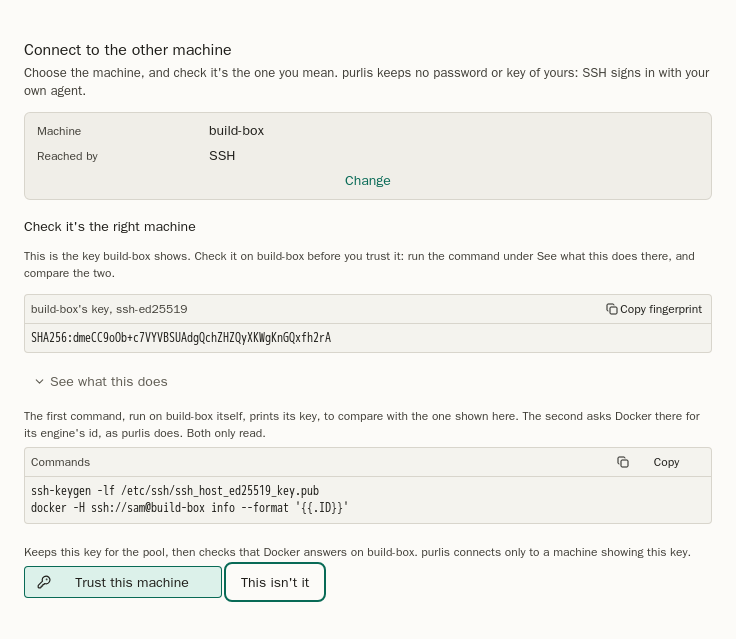 Connect to the other machine
Choose the machine, and check it's the one you mean. purlis keeps no password or key of yours: SSH signs in with your
own agent.
Machine build-box
Reached by SSH
Change
Check it's the right machine
This is the key build-box shows. Check it on build-box before you trust it: run the command under See what this does there, and
compare the two.
build-box's key, ssh-ed25519 Copy fingerprint
SHA256:dmeCC9oOb+c7VYVBSUAdgQchZHZQyXKWgKnGQxfh2rA
See what this does
The first command, run on build-box itself, prints its key, to compare with the one shown here. The second asks Docker there for
its engine's id, as purlis does. Both only read.
Commands Copy
ssh-keygen -lf /etc/ssh/ssh_host_ed25519_key.pub
docker -H ssh://sam@build-box info --format '{{.ID}}'
Keeps this key for the pool, then checks that Docker answers on build-box. purlis connects only to a machine showing this key.
Trust this machine This isn't it